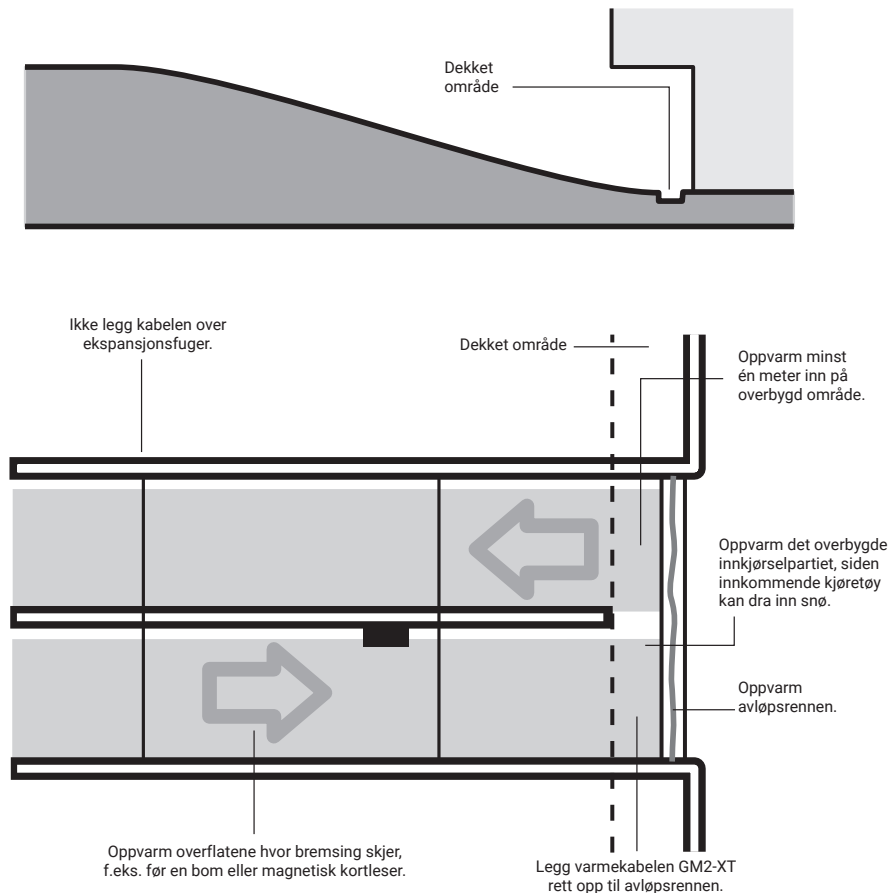 Dekket
område
Ikke legg kabelen over
ekspansjonsfuger.
Dekket område
Oppvarm minst
én meter inn på
overbygd område.
Oppvarm det overbygde
innkjørselpartiet, siden
innkommende kjøretøy
kan dra inn snø.
Oppvarm
avløpsrennen.
Oppvarm overflatene hvor bremsing skjer,
f.eks. før en bom eller magnetisk kortleser.
Legg varmekabelen GM2-XT
rett opp til avløpsrennen.